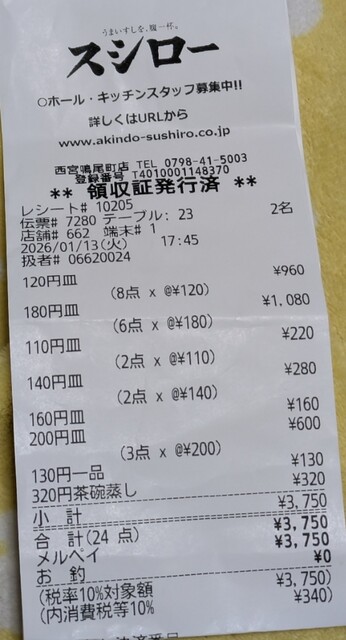 うまいすしを、腹一杯。
スシロー
○ホール・キッチンスタッフ募集中!!
詳しくはURLから
www.akindo-sushiro.co.jp
西宮鳴尾町店 TEL 0798-41-5003
登録番号 T4010001148370
** 領収証発行済 **
レシート# 10205
伝票# 7280 テーブル: 23 2名
店舗# 662 端末# 1
2026/01/13(火) 17:45
扱者# 06620024
120円皿 ¥960
(8点 x @¥120)
180円皿 ¥1,080
(6点 x @¥180)
110円皿 ¥220
(2点 x @¥110)
140円皿 ¥280
(2点 x @¥140)
160円皿 ¥160
200円皿 ¥600
(3点 x @¥200)
130円一品 ¥130
320円茶碗蒸し ¥320
小 計 ¥3,750
合 計(24 点) ¥3,750
メルペイ ¥3,750
お 釣 ¥0
(税率10%対象額 ¥3,750)
(内消費税等10% ¥340)